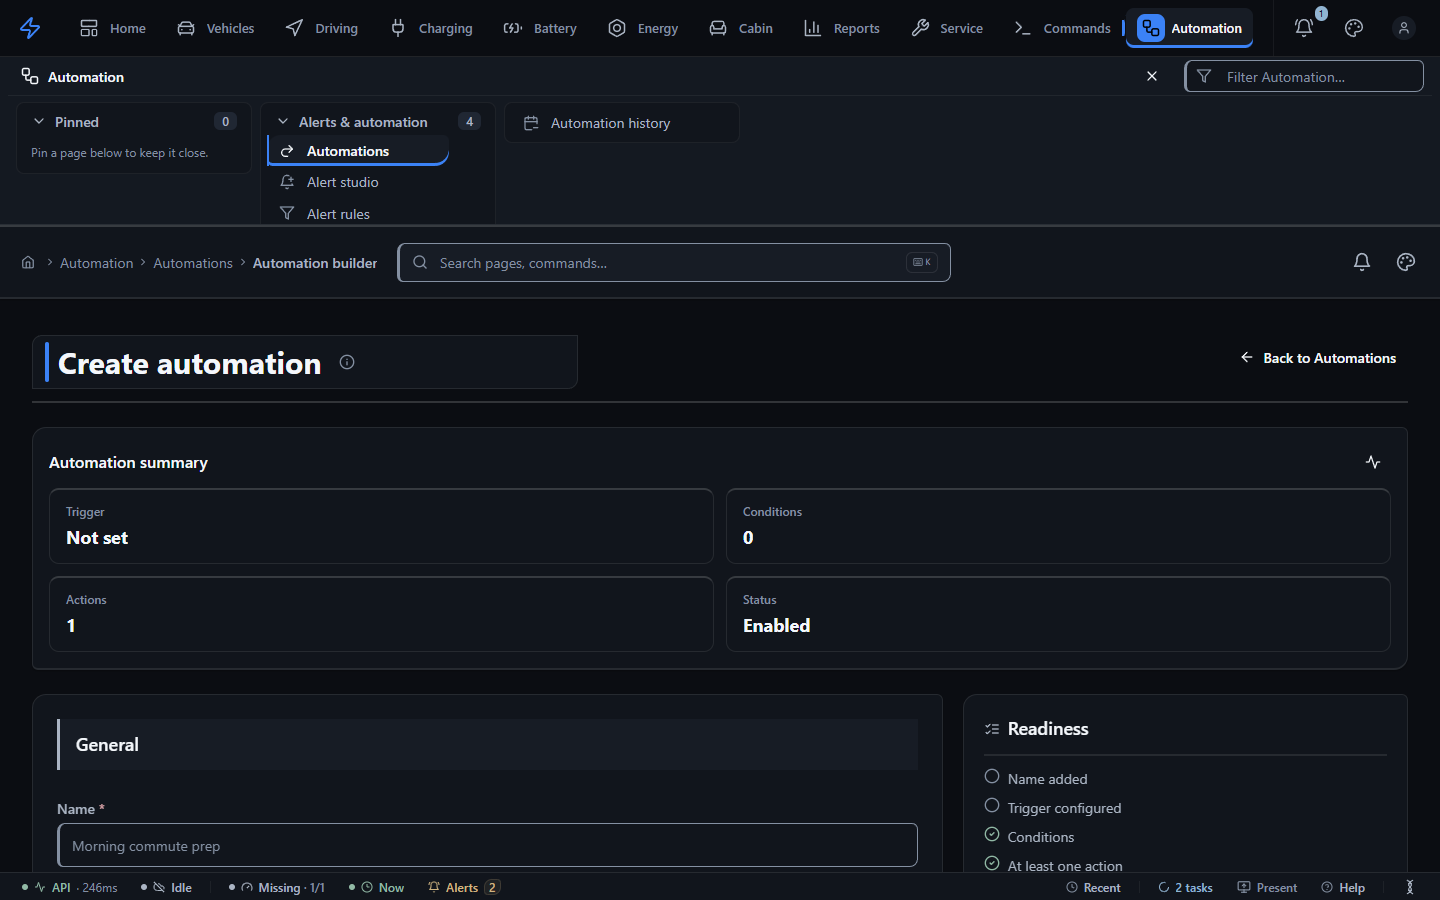 Home
Vehicles
Driving
Charging
Battery
Energy
Cabin
Reports
Service
Commands
Automation
1
Automation
Filter Automation...
Pinned
0
Pin a page below to keep it close.
Alerts & automation
4
Automations
Alert studio
Alert rules
Automation history
Automation
Automations
Automation builder
Search pages, commands...
K
Create automation
Back to Automations
Automation summary
Trigger
Not set
Conditions
0
Actions
1
Status
Enabled
General
Name *
Morning commute prep
Readiness
Name added
Trigger configured
Conditions
At least one action
API · 246ms
Idle
Missing · 1/1
Now
Alerts 2
Recent
2 tasks
Present
Help